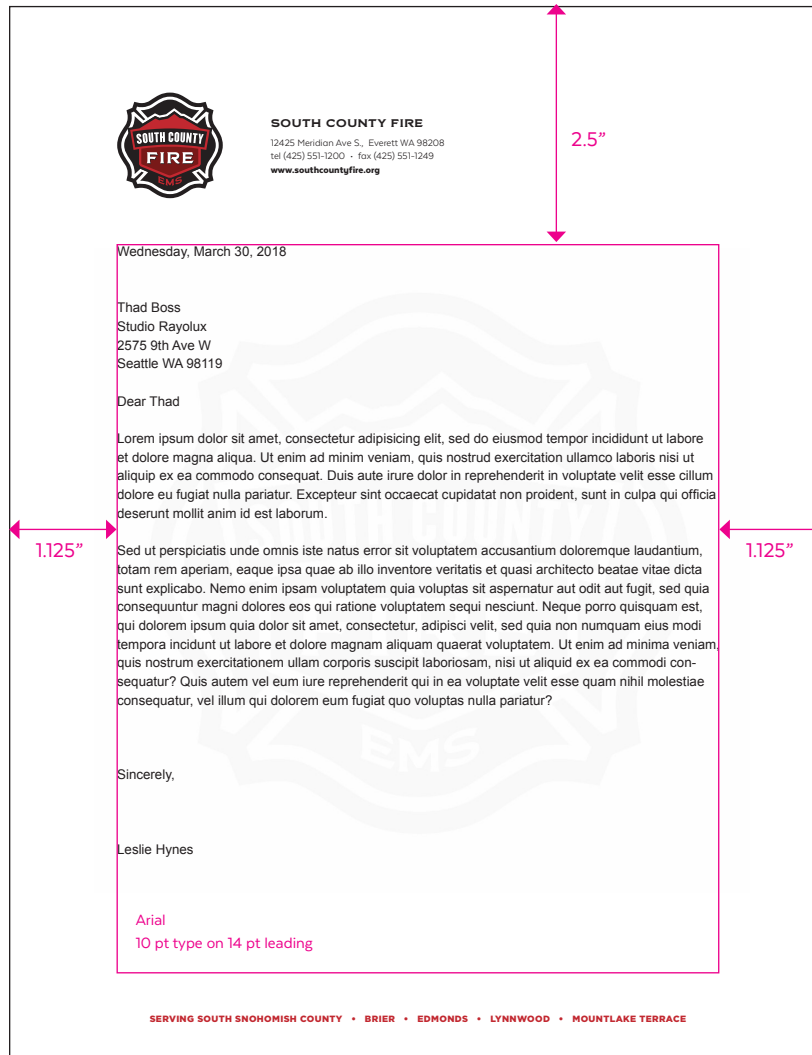 SOUTH COUNTY
FIRE
EMS
SOUTH COUNTY FIRE
12425 Meridian Ave S., Everett WA 98208
tel (425) 551-1200 • fax (425) 551-1249
www.southcountyfire.org
2.5”
Wednesday, March 30, 2018
Thad Boss
Studio Rayolux
2575 9th Ave W
Seattle WA 98119
Dear Thad
Lorem ipsum dolor sit amet, consectetur adipisicing elit, sed do eiusmod tempor incididunt ut labore
et dolore magna aliqua. Ut enim ad minim veniam, quis nostrud exercitation ullamco laboris nisi ut
aliquip ex ea commodo consequat. Duis aute irure dolor in reprehenderit in voluptate velit esse cillum
dolore eu fugiat nulla pariatur. Excepteur sint occaecat cupidatat non proident, sunt in culpa qui officia
deserunt mollit anim id est laborum.
1.125”
1.125”
Sed ut perspiciatis unde omnis iste natus error sit voluptatem accusantium doloremque laudantium,
totam rem aperiam, eaque ipsa quae ab illo inventore veritatis et quasi architecto beatae vitae dicta
sunt explicabo. Nemo enim ipsam voluptatem quia voluptas sit aspernatur aut odit aut fugit, sed quia
consequuntur magni dolores eos qui ratione voluptatem sequi nesciunt. Neque porro quisquam est,
qui dolorem ipsum quia dolor sit amet, consectetur, adipisci velit, sed quia non numquam eius modi
tempora incidunt ut labore et dolore magnam aliquam quaerat voluptatem. Ut enim ad minima veniam,
quis nostrum exercitationem ullam corporis suscipit laboriosam, nisi ut aliquid ex ea commodi con-
sequatur? Quis autem vel eum iure reprehenderit qui in ea voluptate velit esse quam nihil molestiae
consequatur, vel illum qui dolorem eum fugiat quo voluptas nulla pariatur?
SOUTH COUNTY
EMS
Sincerely,
Leslie Hynes
Arial
10 pt type on 14 pt leading
SERVING SOUTH SNOHOMISH COUNTY • BRIER • EDMONDS • LYNNWOOD • MOUNTLAKE TERRACE